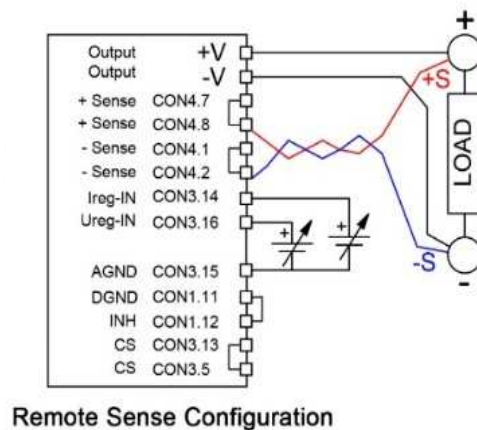 Output +V
Output -V
+ Sense CON4.7
+ Sense CON4.8
- Sense CON4.1
- Sense CON4.2
Ireg-IN CON3.14
Ureg-IN CON3.16
AGND CON3.15
DGND CON1.11
INH CON1.12
CS CON3.13
CS CON3.5
+
+S
LOAD
-S
-
+
+
Remote Sense Configuration